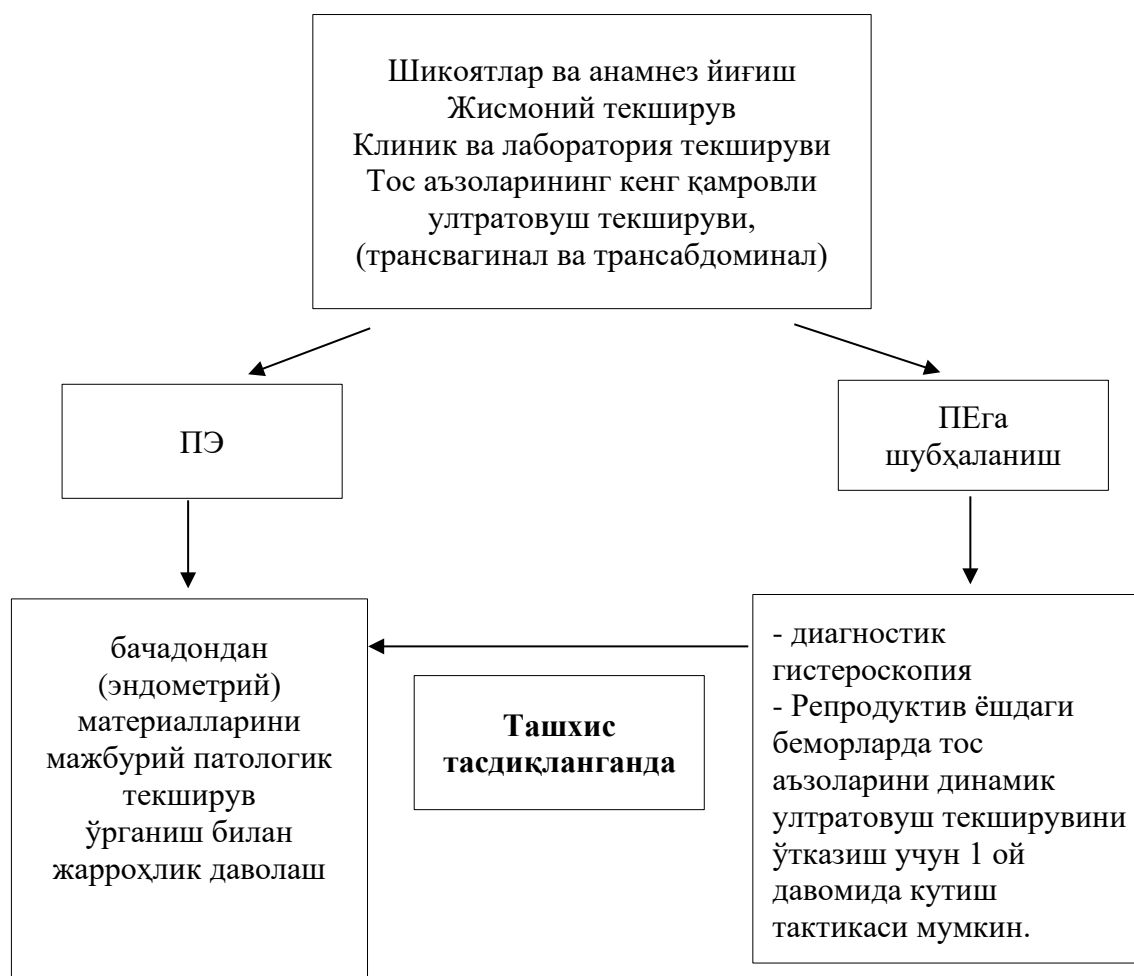 Шикоятлар ва анамнез йиғиш
Жисмоний текширув
Клиник ва лаборатория текшируви
Тос аъзоларининг кенг қамровли
ултратовуш текшируви,
(трансвагинал ва трансабдоминал)
ПЭ
ПЕга
шубҳаланиш
бачадондан
(эндометрий)
материалларини
мажбурий патологик
текширув
ўрганиш билан
жарроҳлик даволаш
Ташхис
тасдиқланганда
- диагностик
гистероскопия
- Репродуктив ёшдаги
беморларда тос
аъзоларини динамик
ултратовуш текширувини
ўтказиш учун 1 ой
давомида кутиш
тактикаси мумкин.